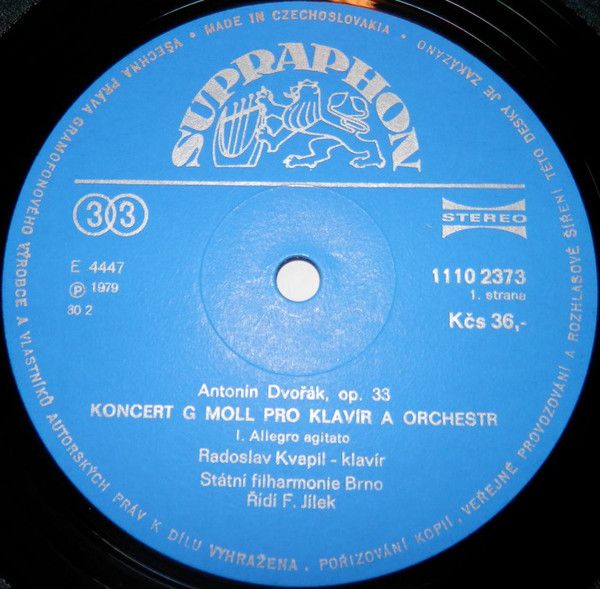 • MADE IN CZECHOSLOVAKIA • VŠECHNA PRÁVA GRAMOFONOVÉHO VÝROBCE A VLASTNÍKŮ AUTORSKÝCH PRÁV K DÍLU VYHRAŽENA. POŘIZOVÁNÍ KOPIÍ, VEŘEJNÉ PROVOZOVÁNÍ A ROZHLASOVÉ ŠÍŘENÍ TÉTO DESKY JE ZAKÁZÁNO
SUPRAPHON
33
STEREO
E 4447
Ⓟ 1979
80 2
1110 2373
1. strana
Kčs 36,-
Antonín Dvořák, op. 33
KONCERT G MOLL PRO KLAVÍR A ORCHESTR
I. Allegro agitato
Radoslav Kvapil - klavír
Státní filharmonie Brno
Řídí F. Jílek